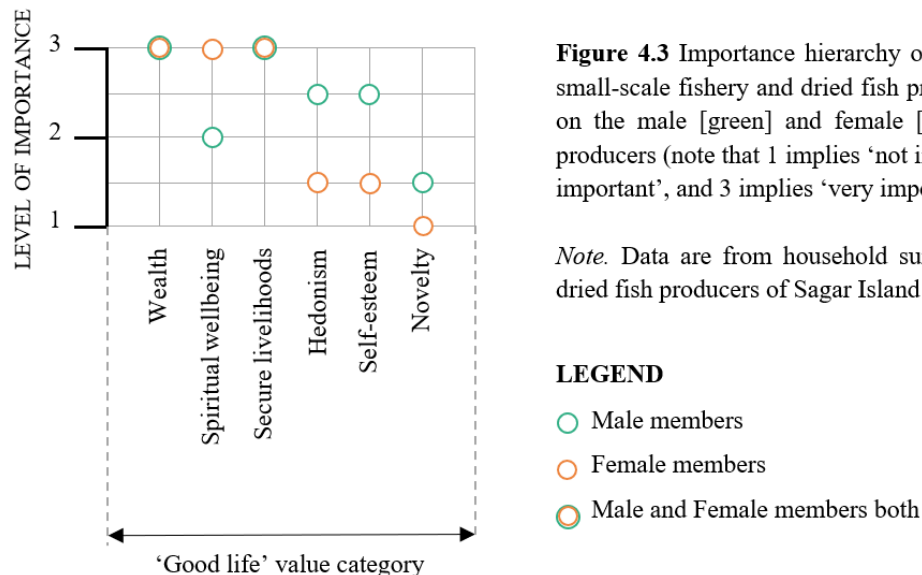 LEVEL OF IMPORTANCE
3
2
1
Wealth
Spiritual wellbeing
Secure livelihoods
Hedonism
Self-esteem
Novelty
‘Good life’ value category
Figure 4.3 Importance hierarchy o
small-scale fishery and dried fish pr
on the male [green] and female [
producers (note that 1 implies ‘not i
important’, and 3 implies ‘very impo
Note. Data are from household su
dried fish producers of Sagar Island
LEGEND
Male members
Female members
Male and Female members both